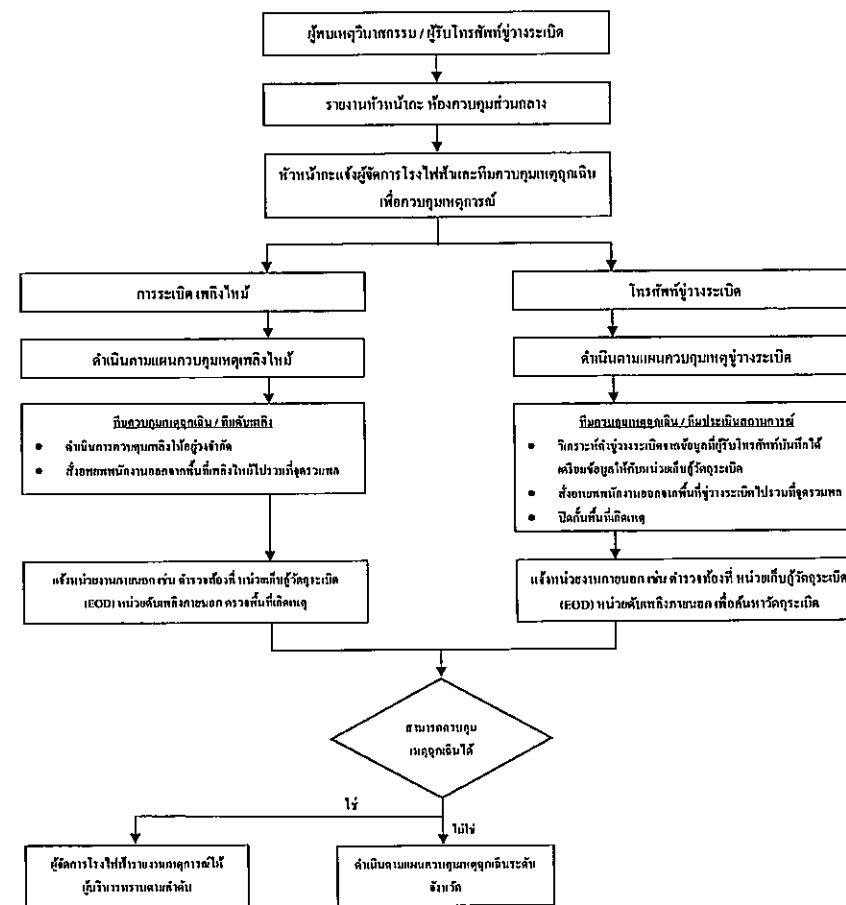 ผู้พบเหตุวินาศกรรม / ผู้รับโทรศัพท์ขู่วางระเบิด
รายงานหัวหน้ากะ ห้องควบคุมส่วนกลาง
หัวหน้ากะแจ้งผู้จัดการโรงไฟฟ้าและทีมควบคุมเหตุฉุกเฉิน
เพื่อควบคุมเหตุการณ์
การระเบิด เพลิงไหม้
ดำเนินตามแผนควบคุมเหตุเพลิงไหม้
ทีมควบคุมเหตุฉุกเฉิน / ทีมดับเพลิง
• ดำเนินการควบคุมเพลิงให้อยู่วงจำกัด
• สั่งอพยพพนักงานออกจากพื้นที่เพลิงไหม้ไปรวมที่จุดรวมพล
แจ้งหน่วยงานภายนอก เช่น ตำรวจท้องที่ หน่วยเก็บกู้วัตถุระเบิด
(EOD) หน่วยดับเพลิงภายนอก ตรวจพื้นที่เกิดเหตุ
โทรศัพท์ขู่วางระเบิด
ดำเนินตามแผนควบคุมเหตุขู่วางระเบิด
ทีมควบคุมเหตุฉุกเฉิน / ทีมประเมินสถานการณ์
• วิเคราะห์คำขู่วางระเบิดจากข้อมูลที่ผู้รับโทรศัพท์บันทึกได้
เตรียมข้อมูลให้กับหน่วยเก็บกู้วัตถุระเบิด
• สั่งอพยพพนักงานออกจากพื้นที่ขู่วางระเบิดไปรวมที่จุดรวมพล
• ปิดกั้นพื้นที่เกิดเหตุ
แจ้งหน่วยงานภายนอก เช่น ตำรวจท้องที่ หน่วยเก็บกู้วัตถุระเบิด
(EOD) หน่วยดับเพลิงภายนอก เพื่อค้นหาวัตถุระเบิด
สามารถควบคุม
เหตุฉุกเฉินได้
ใช่
ไม่ใช่
ผู้จัดการโรงไฟฟ้ารายงานเหตุการณ์ให้
ผู้บริหารทราบตามลำดับ
ดำเนินตามแผนควบคุมเหตุฉุกเฉินระดับ
จังหวัด